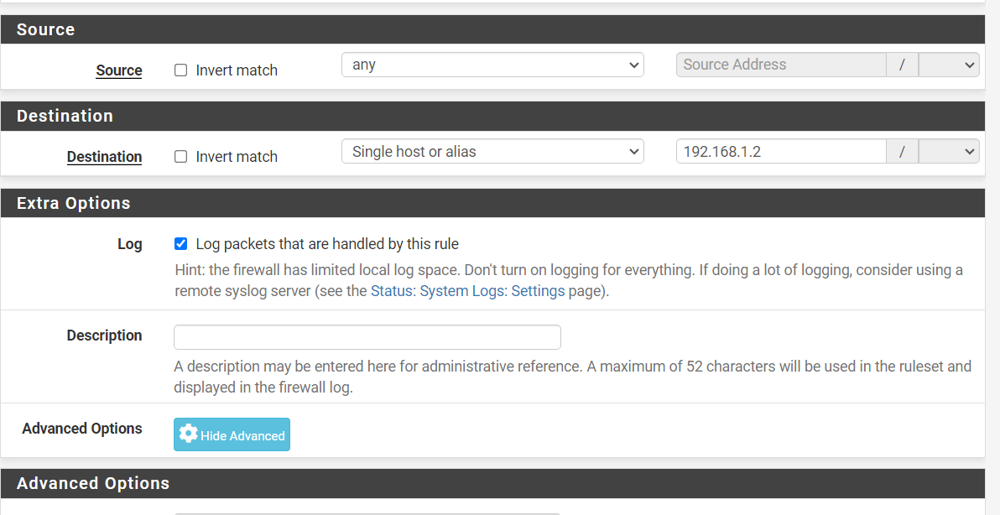 Source
Source Invert match any Source Address /
Destination
Destination Invert match Single host or alias 192.168.1.2 /
Extra Options
Log Log packets that are handled by this rule
Hint: the firewall has limited local log space. Don't turn on logging for everything. If doing a lot of logging, consider using a
remote syslog server (see the Status: System Logs: Settings page).
Description
A description may be entered here for administrative reference. A maximum of 52 characters will be used in the ruleset and
displayed in the firewall log.
Advanced Options Hide Advanced
Advanced Options